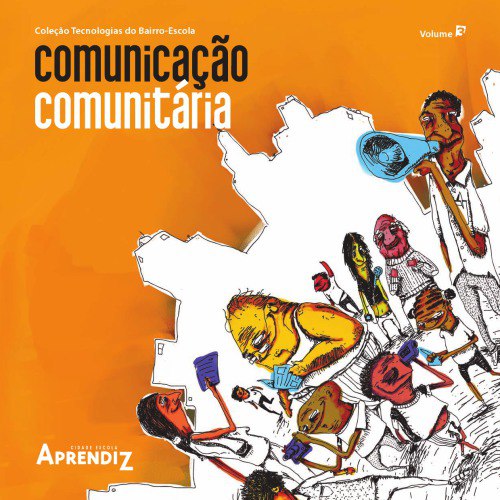 Coleção Tecnologias do Bairro-Escola
Volume 3
comunicação
comunitária
CIDADE ESCOLA
APRENDIZ